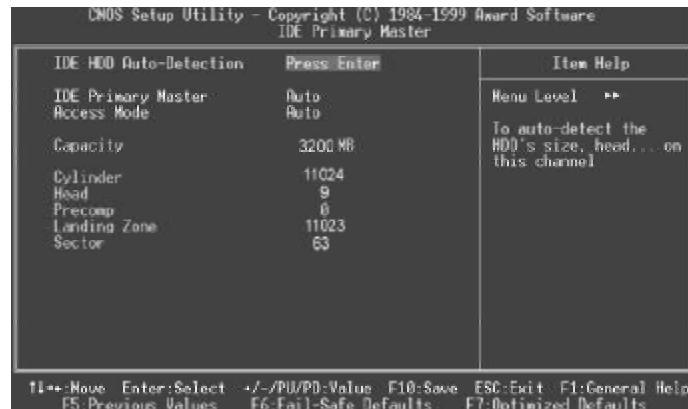 CMOS Setup Utility – Copyright (C) 1984-1999 Award Software
IDE Primary Master
IDE HDD Auto-Detection Press Enter
IDE Primary Master Auto
Access Mode Auto
Capacity 3200 MB
Cylinder 11024
Head 9
Precomp 0
Landing Zone 11023
Sector 63
Item Help
Menu Level ►►
To auto-detect the
HDD's size, head... on
this channel
↑↓→←:Move Enter:Select +/-/PU/PD:Value F10:Save ESC:Exit F1:General Help
F5:Previous Values F6:Fail-Safe Defaults F7:Optimized Defaults